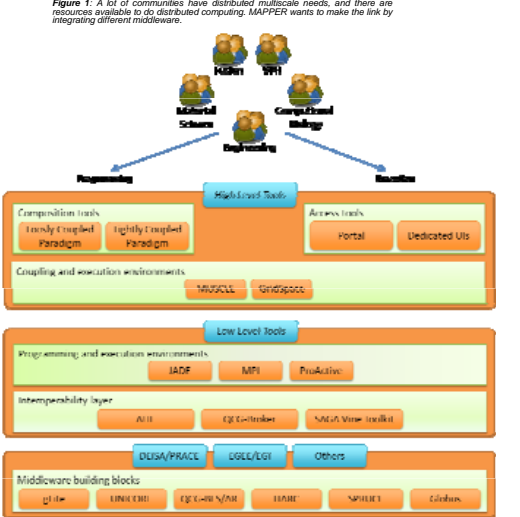 Figure 1: A lot of communities have distributed multiscale needs, and there are
resources available to do distributed computing. MAPPER wants to make the link by
integrating different middleware.
Fusion VPH
Material
Science
Computational
Biology
Engineering
Programming Execution
High Level Tools
Composition tools
Loosly Coupled
Paradigm
Tightly Coupled
Paradigm
Access tools
Portal Dedicated UIs
Coupling and execution environments
MUSCLE GridSpace
Low Level Tools
Programming and execution environments
JADE MPI ProActive
Interoperability layer
QCG-Broker SAGA Vine Toolkit
DEISA/PRACE EGEE/EGI Others
Middleware building blocks
gLite UNICORE QCG-BES/AR HARC SPRUCE Globus